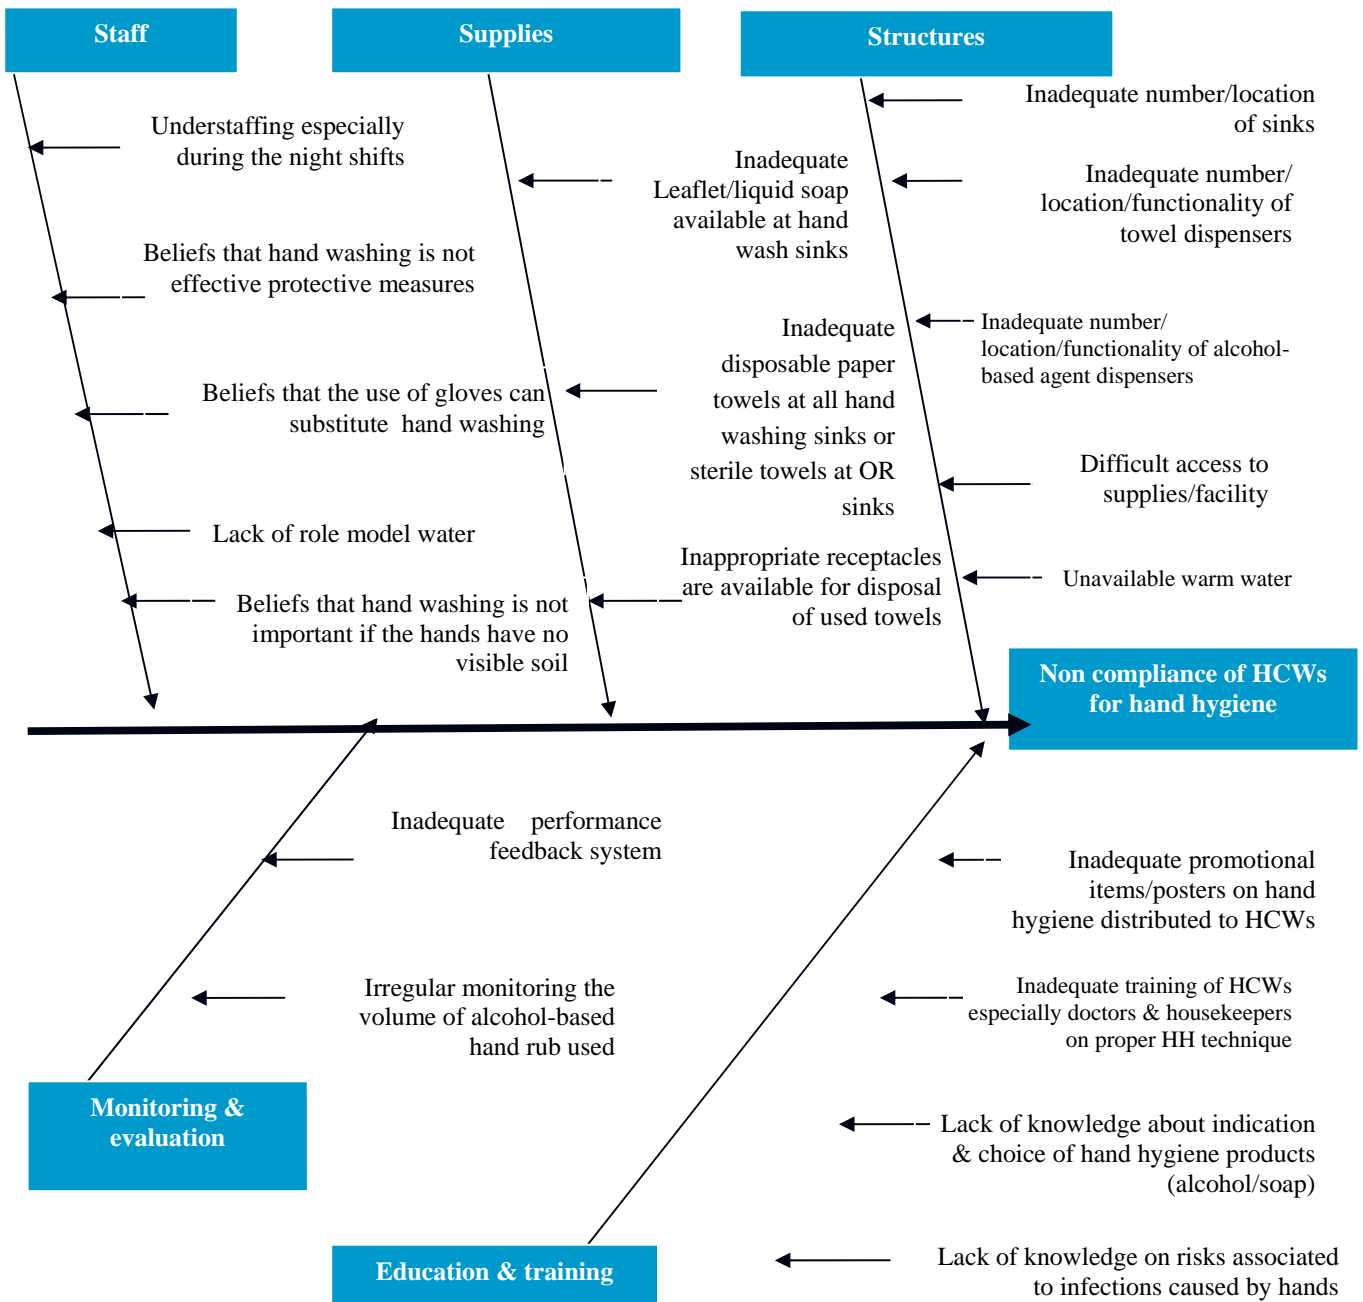 Staff
Supplies
Structures
Understaffing especially
during the night shifts
Beliefs that hand washing is not
effective protective measures
Beliefs that the use of gloves can
substitute hand washing
Lack of role model water
Beliefs that hand washing is not
important if the hands have no
visible soil
Inadequate
Leaflet/liquid soap
available at hand
wash sinks
Inadequate
disposable paper
towels at all hand
washing sinks or
sterile towels at OR
sinks
Inappropriate receptacles
are available for disposal
of used towels
Inadequate number/location
of sinks
Inadequate number/
location/functionality of
towel dispensers
Inadequate number/
location/functionality of alcohol-
based agent dispensers
Difficult access to
supplies/facility
Unavailable warm water
Non compliance of HCWs
for hand hygiene
Inadequate performance
feedback system
Irregular monitoring the
volume of alcohol-based
hand rub used
Monitoring &
evaluation
Inadequate promotional
items/posters on hand
hygiene distributed to HCWs
Inadequate training of HCWs
especially doctors & housekeepers
on proper HH technique
Lack of knowledge about indication
& choice of hand hygiene products
(alcohol/soap)
Lack of knowledge on risks associated
to infections caused by hands
Education & training